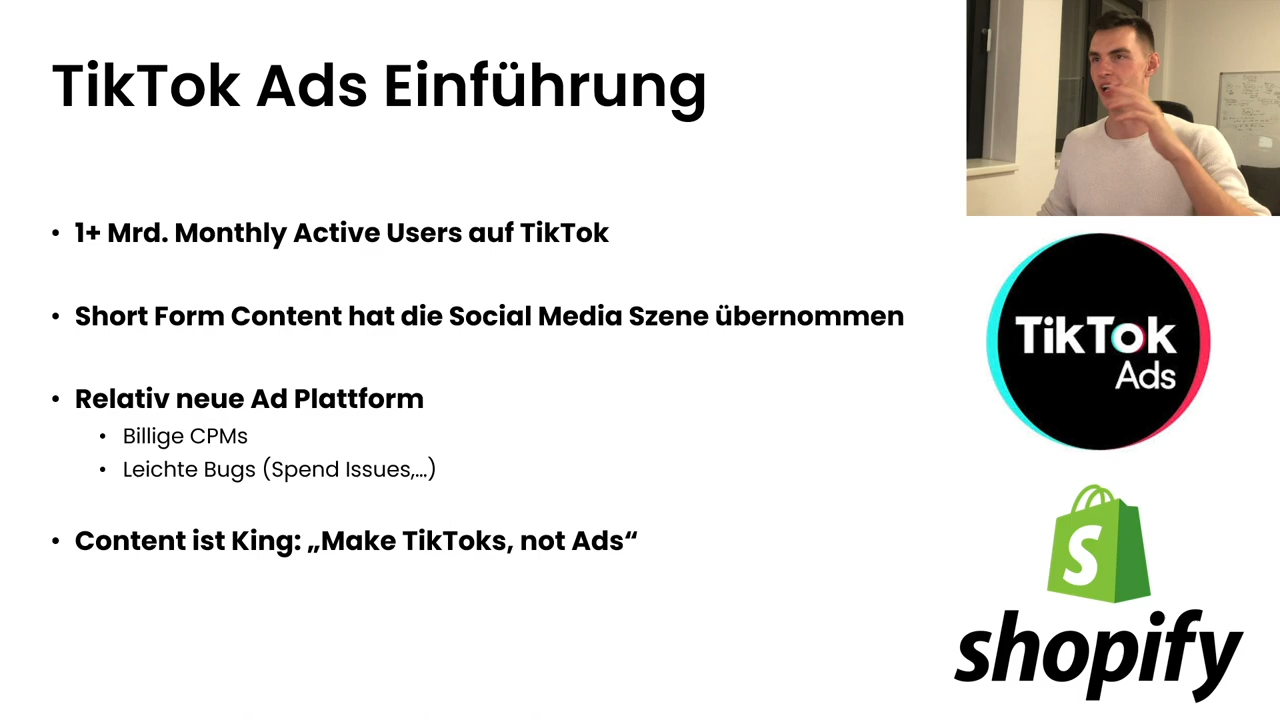 TikTok Ads Einführung
• 1+ Mrd. Monthly Active Users auf TikTok
• Short Form Content hat die Social Media Szene übernommen
• Relativ neue Ad Plattform
• Billige CPMs
• Leichte Bugs (Spend Issues,...)
• Content ist King: „Make TikToks, not Ads“
TikTok
Ads
S
shopify